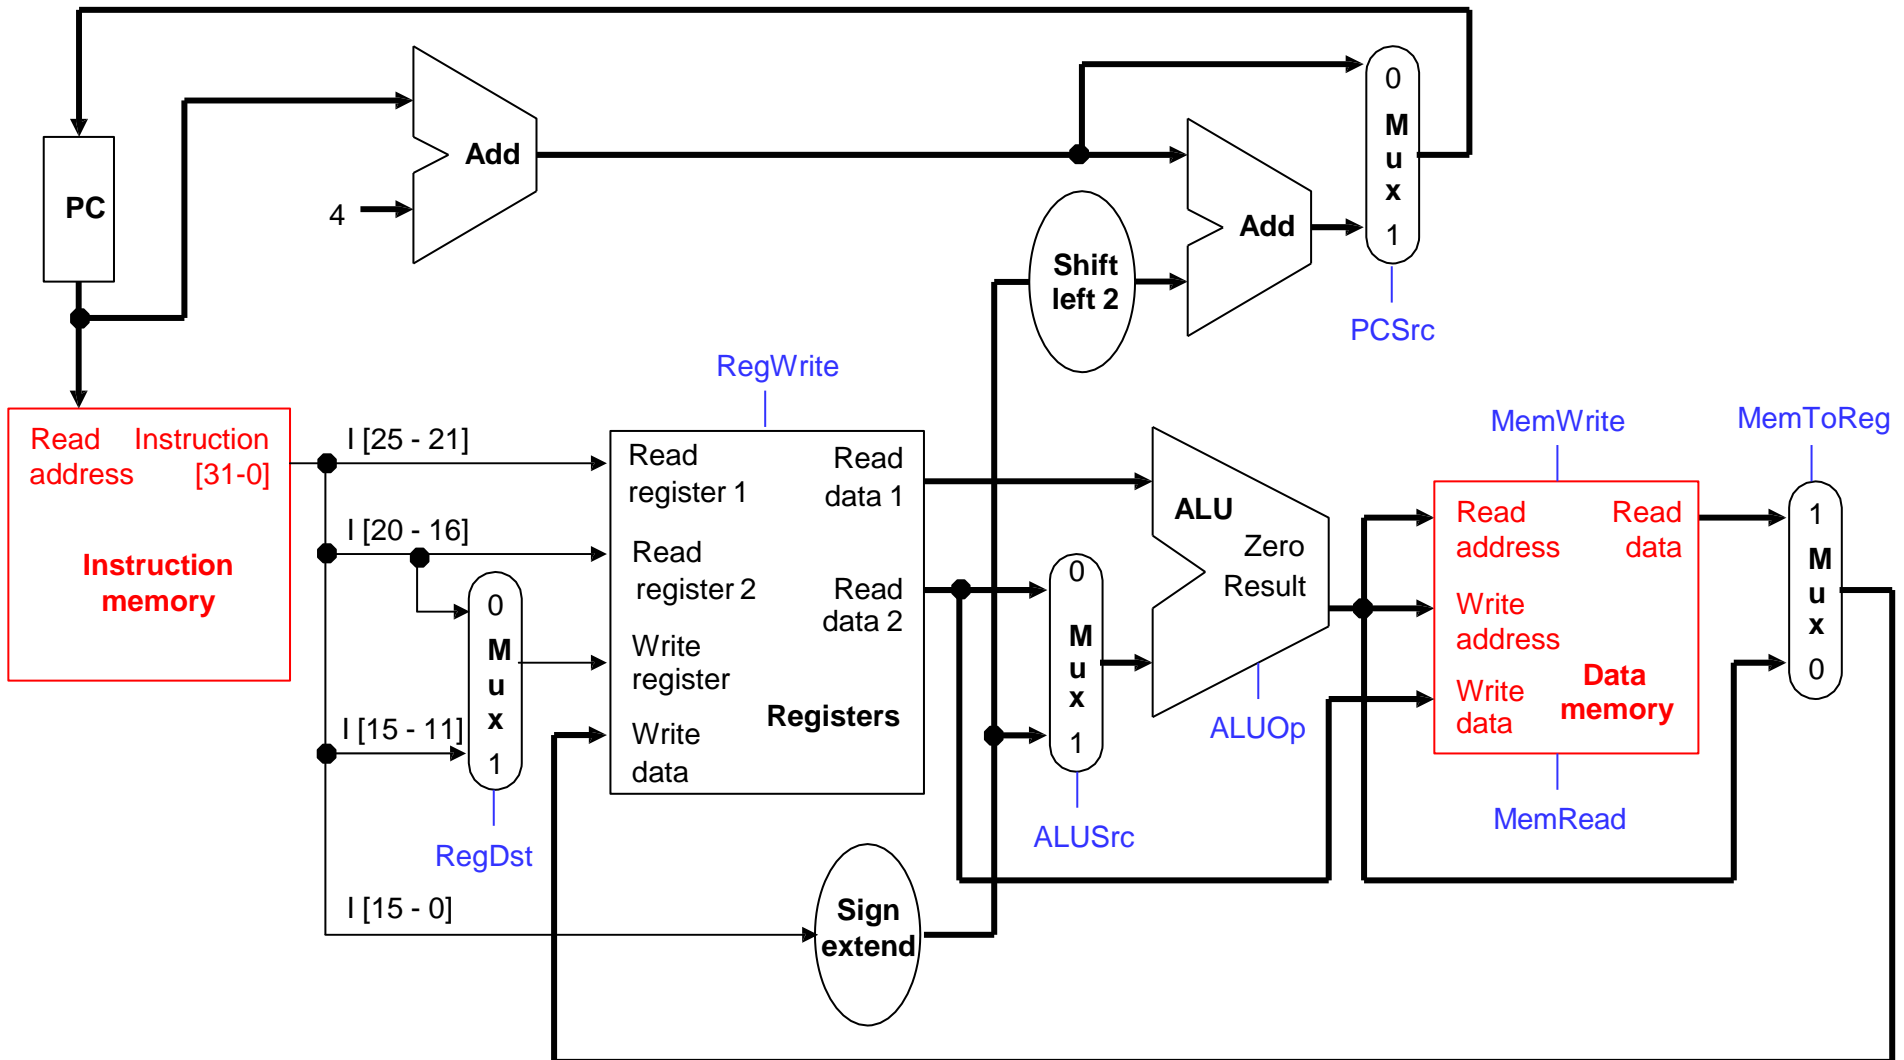 0
M
u
x
1
Add
PC
4
Add
Shift
left 2
PCSrc
RegWrite
MemWrite
MemToReg
Read Instruction
address [31-0]
Instruction
memory
I [25 - 21]
I [20 - 16]
I [15 - 11]
I [15 - 0]
0
M
u
x
1
RegDst
Read
register 1
Read
data 1
Read
register 2
Read
data 2
Write
register
Registers
Write
data
Sign
extend
0
M
u
x
1
ALUSrc
ALU
Zero
Result
ALUOp
Read
address
Read
data
Write
address
Write
data
Data
memory
MemRead
1
M
u
x
0